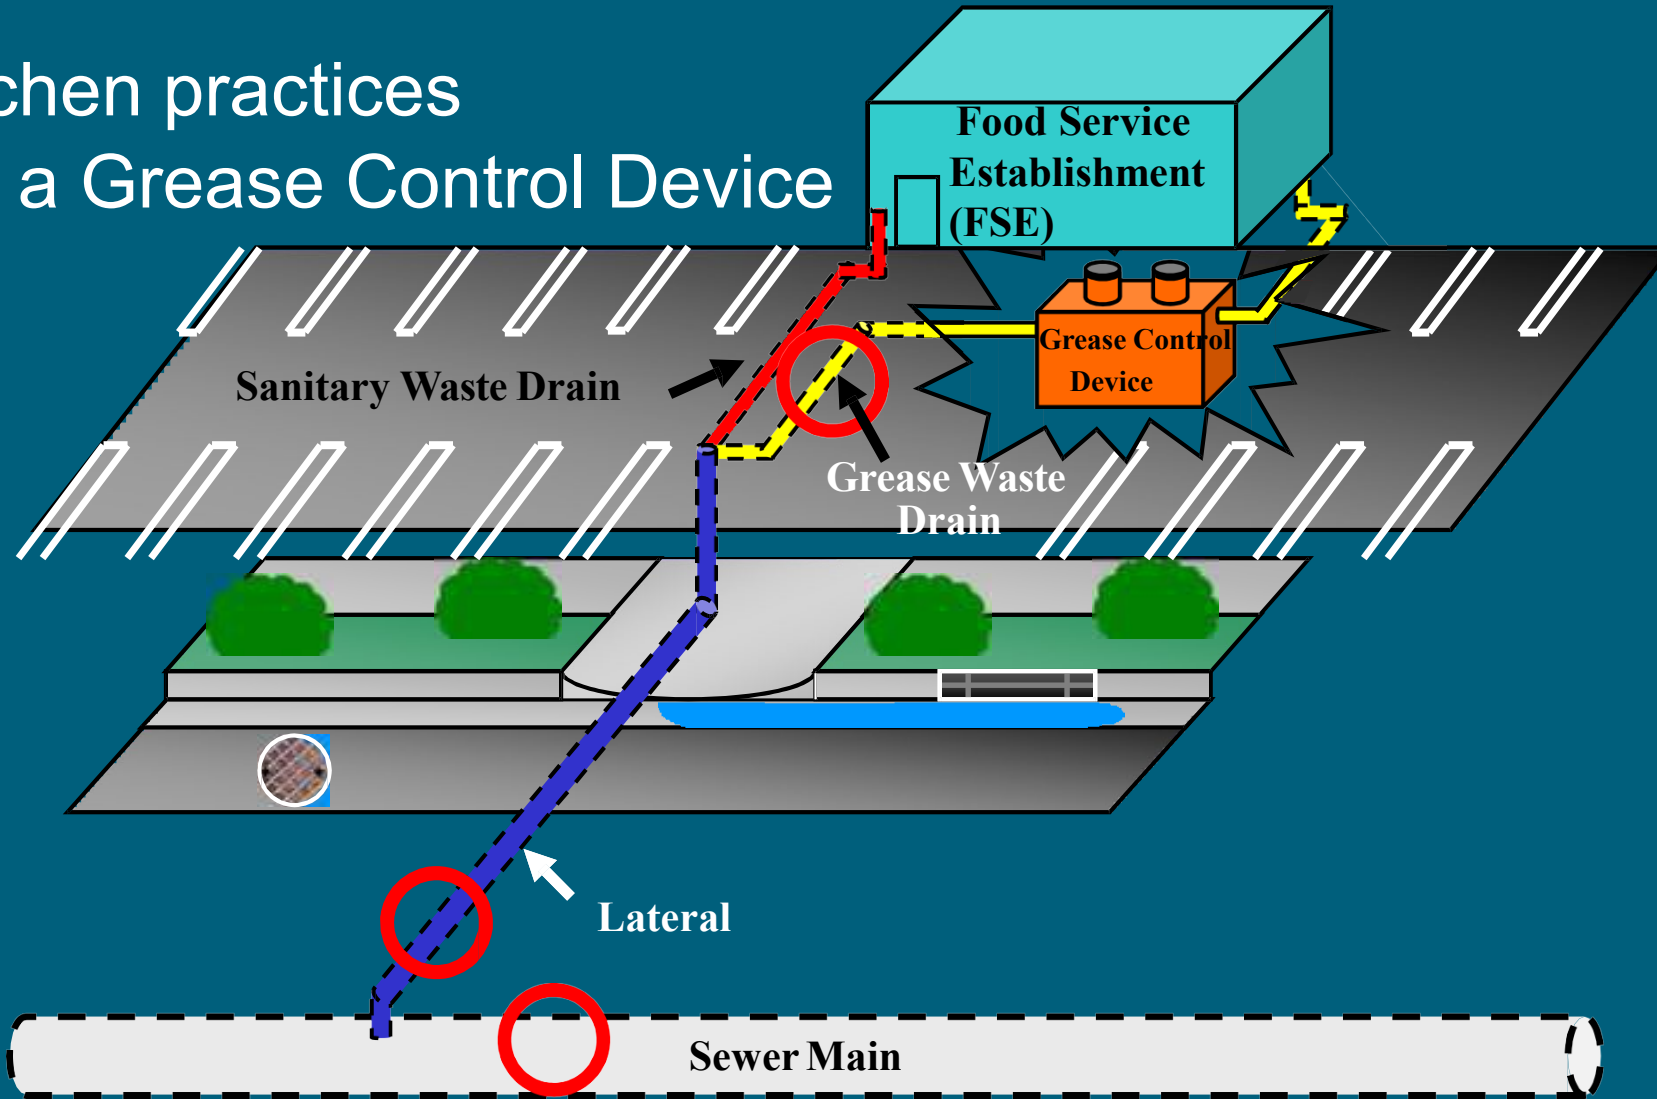 chen practices
a Grease Control Device
Food Service
Establishment
(FSE)
Grease Control
Device
Sanitary Waste Drain
Grease Waste
Drain
Lateral
Sewer Main